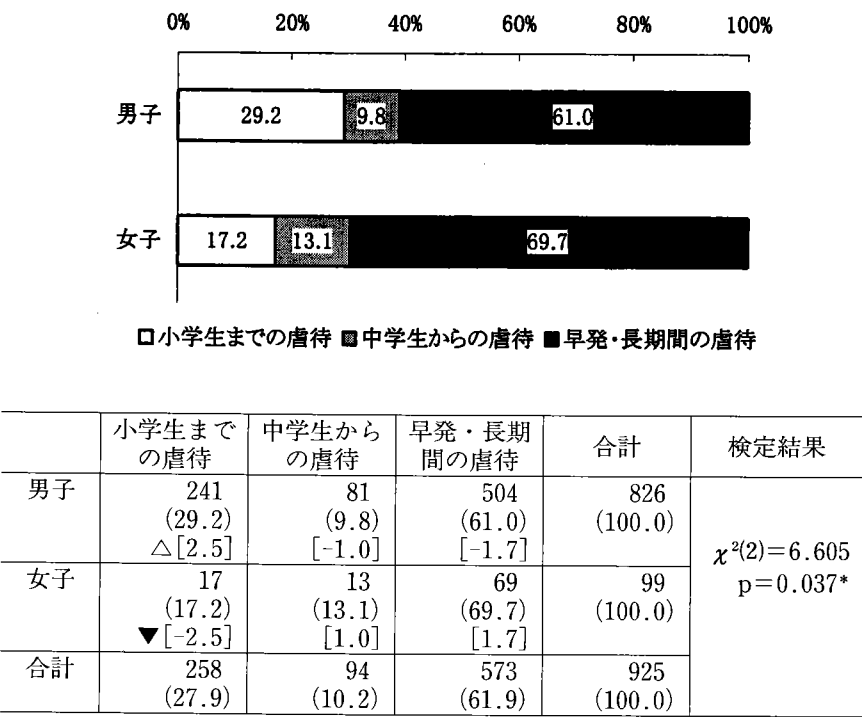 0% 20% 40% 60% 80% 100%
男子 29.2 9.8 61.0
女子 17.2 13.1 69.7
□小学生までの虐待 ■中学生からの虐待 ■早発・長期間の虐待
小学生まで 中学生から 早発・長期 合計 検定結果
の虐待 の虐待 間の虐待
男子 241 81 504 826
(29.2) (9.8) (61.0) (100.0)
△[2.5] [-1.0] [-1.7]
χ²(2)=6.605
女子 17 13 69 99 p=0.037*
(17.2) (13.1) (69.7) (100.0)
▼[-2.5] [1.0] [1.7]
合計 258 94 573 925
(27.9) (10.2) (61.9) (100.0)